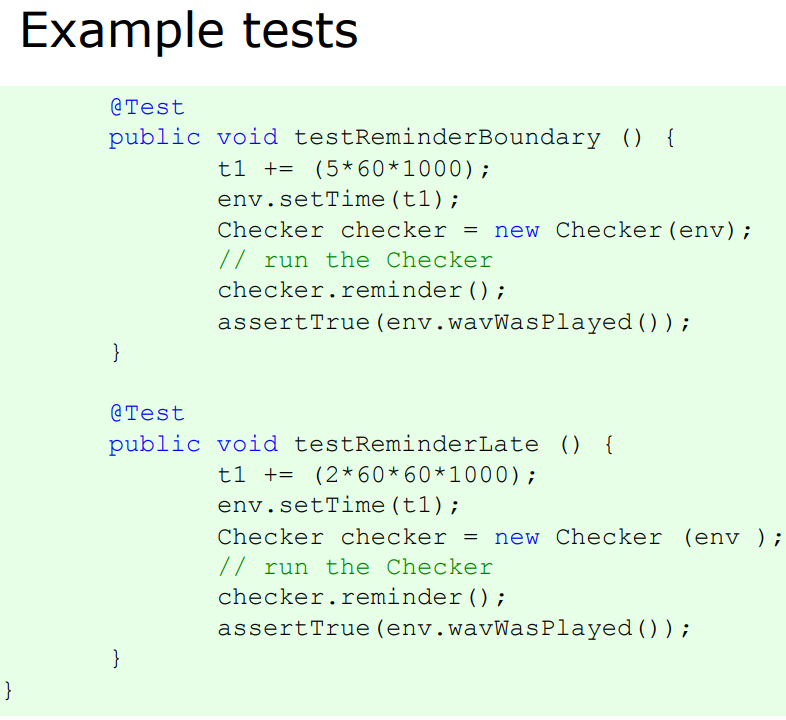 Example tests
@Test
public void testReminderBoundary () {
t1 += (5*60*1000);
env.setTime(t1);
Checker checker = new Checker(env);
// run the Checker
checker.reminder();
assertTrue(env.wavWasPlayed());
}
@Test
public void testReminderLate () {
t1 += (2*60*60*1000);
env.setTime(t1);
Checker checker = new Checker (env );
// run the Checker
checker.reminder();
assertTrue(env.wavWasPlayed());
}
}